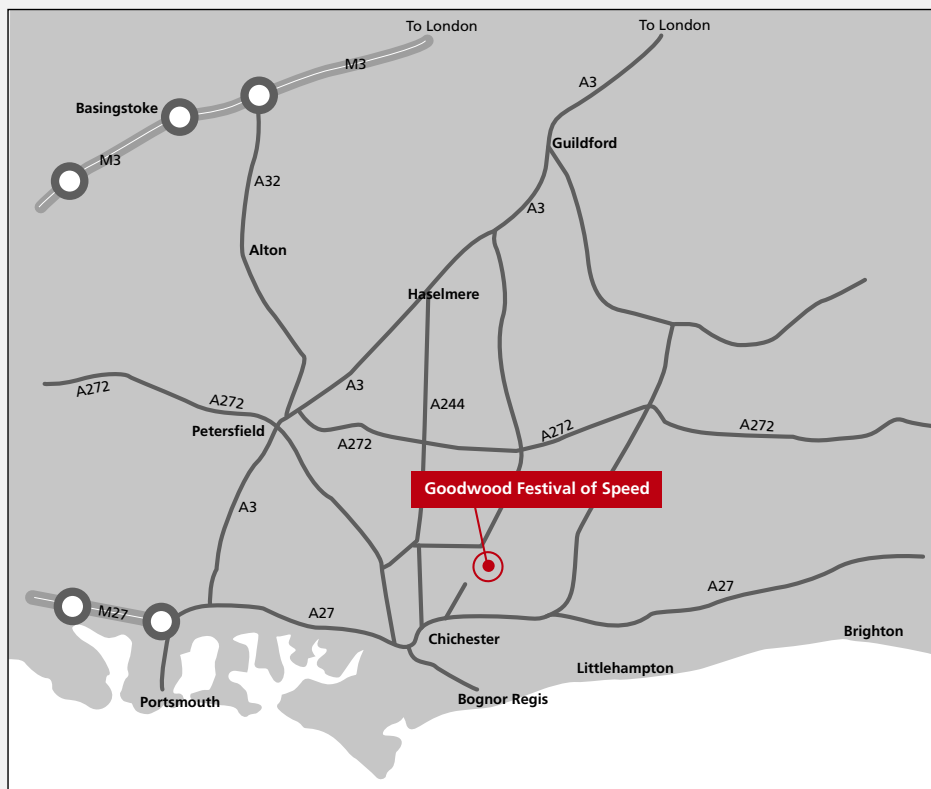 To London
To London
M3
A3
Basingstoke
Guildford
M3
A32
A3
Alton
Haselmere
A3
A272
A272
A244
A272
A272
A272
Petersfield
Goodwood Festival of Speed
A3
A27
M27
A27
Chichester
Brighton
Littlehampton
Portsmouth
Bognor Regis